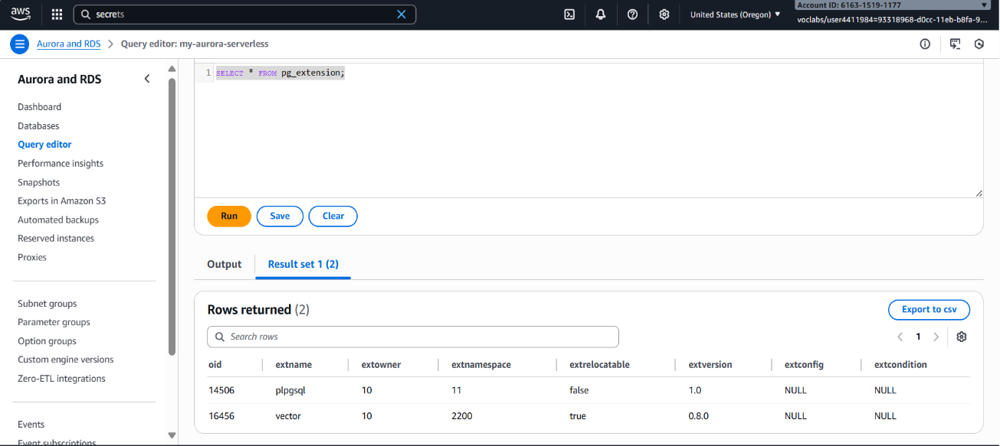 aws
secrets
United States (Oregon)
Account ID: 6163-1519-1177
voclabs/user4411984=93318968-d0cc-11eb-b8fa-9...
Aurora and RDS
Query editor: my-aurora-serverless
Aurora and RDS
Dashboard
Databases
Query editor
Performance insights
Snapshots
Exports in Amazon S3
Automated backups
Reserved instances
Proxies
Subnet groups
Parameter groups
Option groups
Custom engine versions
Zero-ETL integrations
Events
Event subscriptions
1 SELECT * FROM pg_extension;
Run Save Clear
Output Result set 1 (2)
Rows returned (2)
Export to csv
Search rows
1
oid extname extowner extnamespace extrelocatable extversion extconfig extcondition
14506 plpgsql 10 11 false 1.0 NULL NULL
16456 vector 10 2200 true 0.8.0 NULL NULL